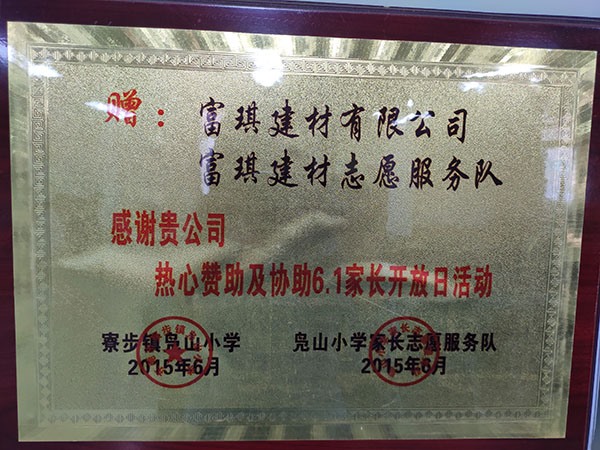 赠：富琪建材有限公司
富琪建材志愿服务队
感谢贵公司
热心赞助及协助6.1家长开放日活动
寮步镇凫山小学 凫山小学家长志愿服务队
2015年6月 2015年6月